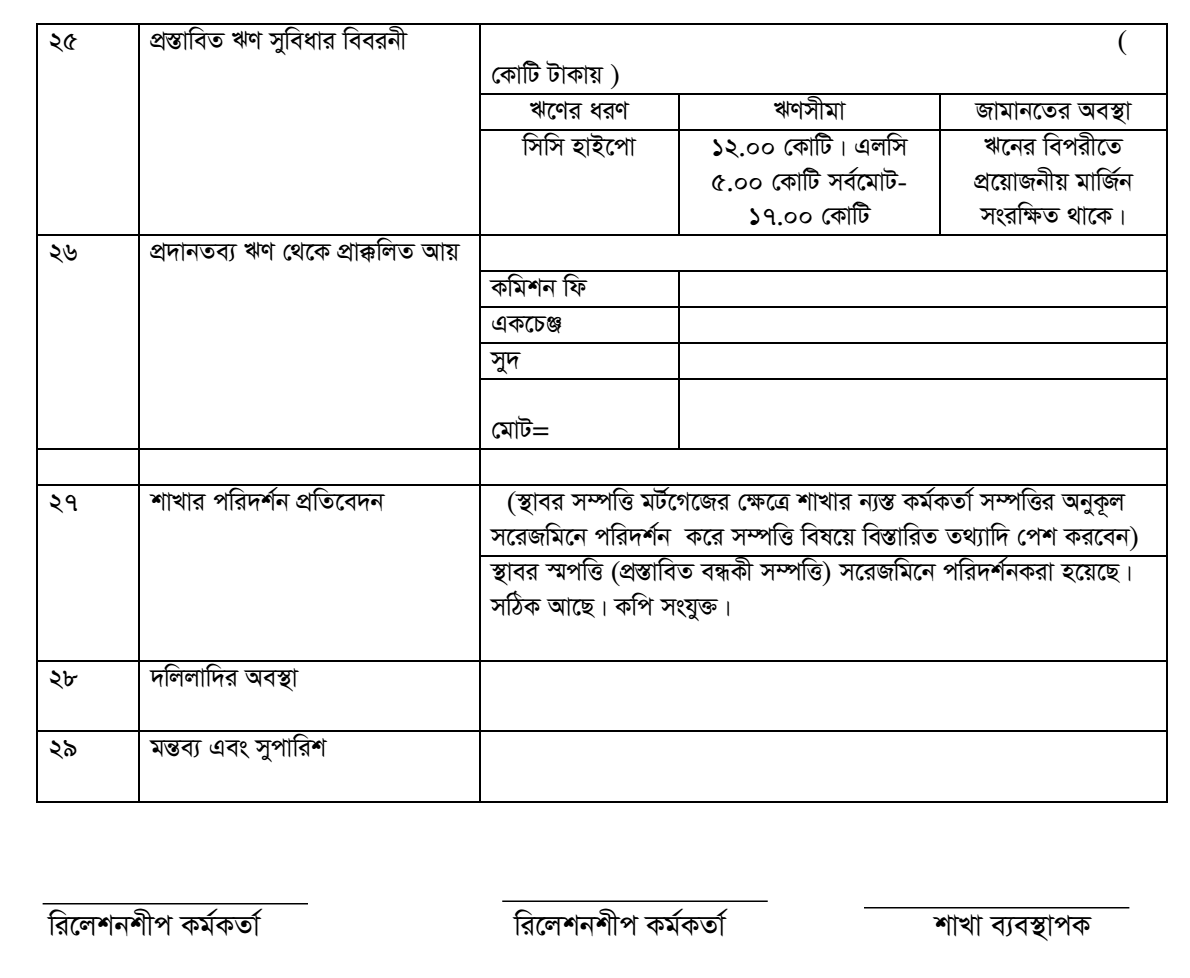 ২৫ প্রস্তাবিত ঋণ সুবিধার বিবরনী (
কোটি টাকায় )
ঋণের ধরণ ঋণসীমা জামানতের অবস্থা
সিসি হাইপো ১২.০০ কোটি। এলসি ঋনের বিপরীতে
৫.০০ কোটি সর্বমোট- প্রয়োজনীয় মার্জিন
১৭.০০ কোটি সংরক্ষিত থাকে।
২৬ প্রদানতব্য ঋণ থেকে প্রাক্কলিত আয়
কমিশন ফি
একচেঞ্জ
সুদ
মোট=
২৭ শাখার পরিদর্শন প্রতিবেদন (স্থাবর সম্পত্তি মর্টগেজের ক্ষেত্রে শাখার ন্যস্ত কর্মকর্তা সম্পত্তির অনুকূল
সরেজমিনে পরিদর্শন করে সম্পত্তি বিষয়ে বিস্তারিত তথ্যাদি পেশ করবেন)
স্থাবর স্মপত্তি (প্রস্তাবিত বন্ধকী সম্পত্তি) সরেজমিনে পরিদর্শনকরা হয়েছে।
সঠিক আছে। কপি সংযুক্ত।
২৮ দলিলাদির অবস্থা
২৯ মন্তব্য এবং সুপারিশ
রিলেশনশীপ কর্মকর্তা রিলেশনশীপ কর্মকর্তা শাখা ব্যবস্থাপক